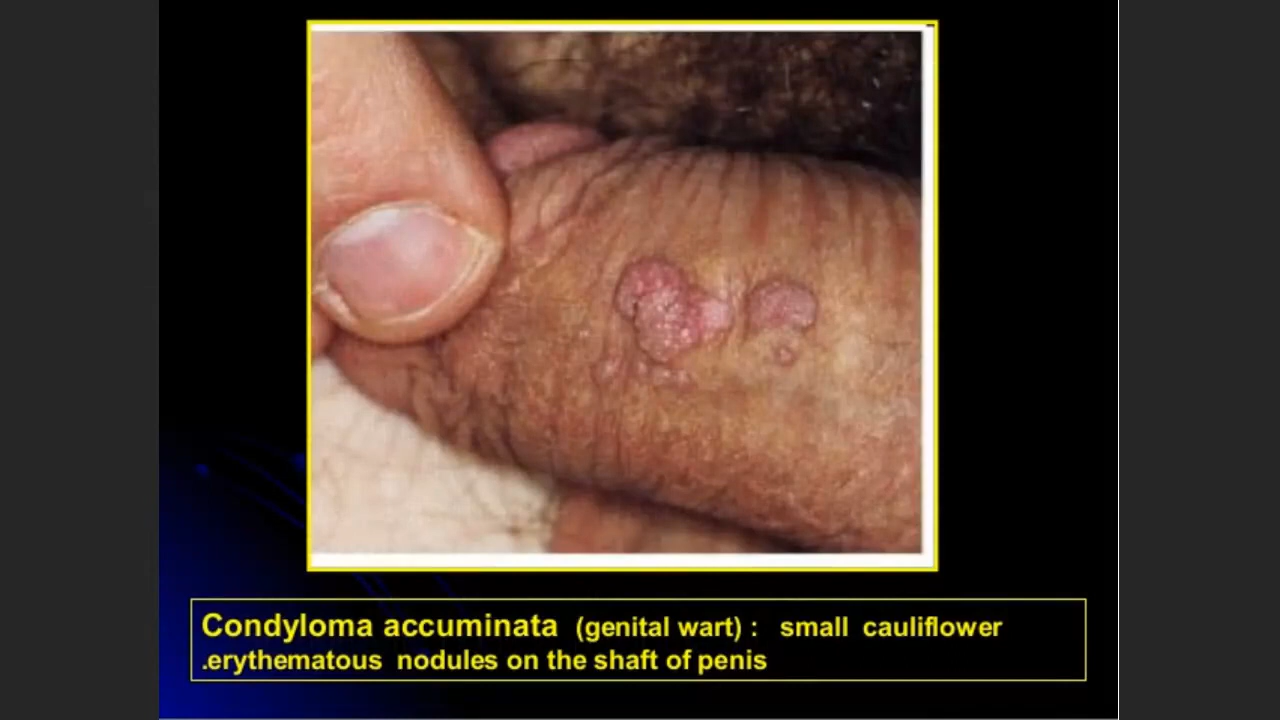 Condyloma accuminata (genital wart) : small cauliflower
.erythematous nodules on the shaft of penis